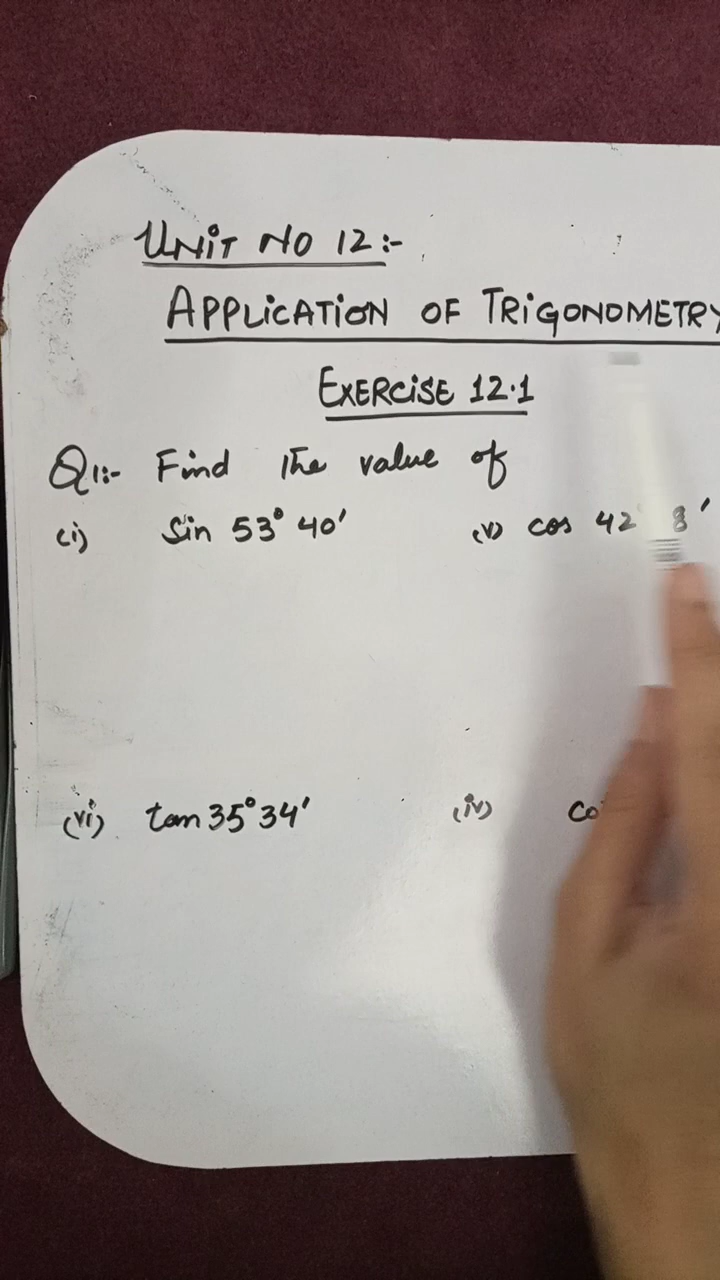 UNIT NO 12:-
APPLICATION OF TRIGONOMETRY
EXERCISE 12.1
Q1:- Find the value of
(i) Sin 53° 40' (v) cos 42 8'
(vi) tan 35° 34' (iv)